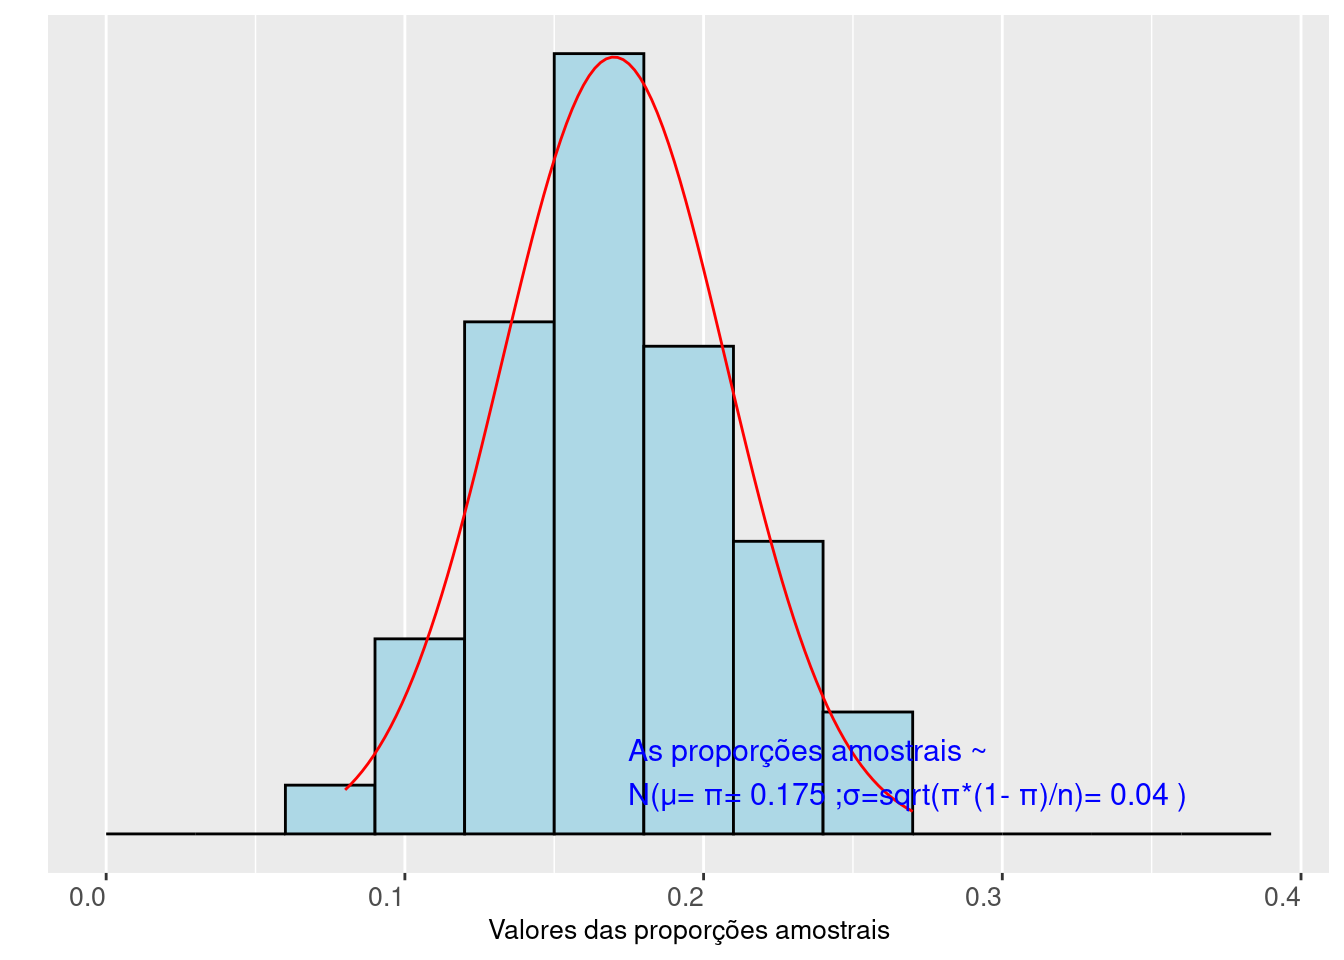 As proporções amostrais ~
N(μ= π= 0.175 ;σ=sqrt(π*(1- π)/n)= 0.04 )
0.0 0.1 0.2 0.3 0.4
Valores das proporções amostrais